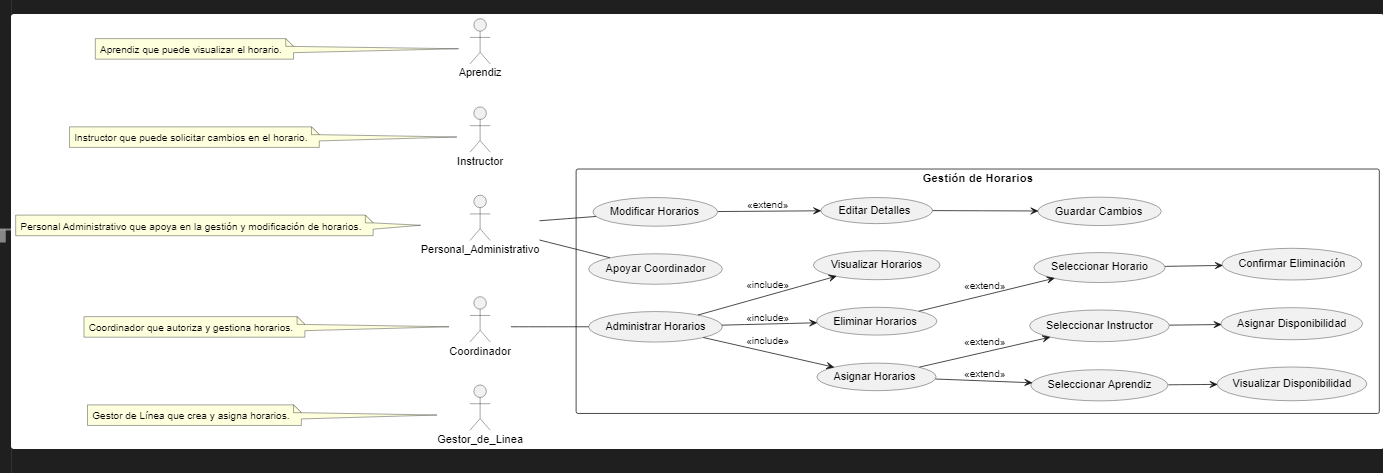 Aprendiz que puede visualizar el horario.
Aprendiz
Instructor que puede solicitar cambios en el horario.
Instructor
Gestión de Horarios
Personal Administrativo que apoya en la gestión y modificación de horarios.
Personal_Administrativo
Modificar Horarios
«extend»
Editar Detalles
Guardar Cambios
Apoyar Coordinador
Visualizar Horarios
Seleccionar Horario
Confirmar Eliminación
«include»
«extend»
Coordinador que autoriza y gestiona horarios.
Coordinador
Administrar Horarios
«include»
Eliminar Horarios
Seleccionar Instructor
Asignar Disponibilidad
«include»
«extend»
Asignar Horarios
«extend»
Seleccionar Aprendiz
Visualizar Disponibilidad
Gestor de Línea que crea y asigna horarios.
Gestor_de_Linea